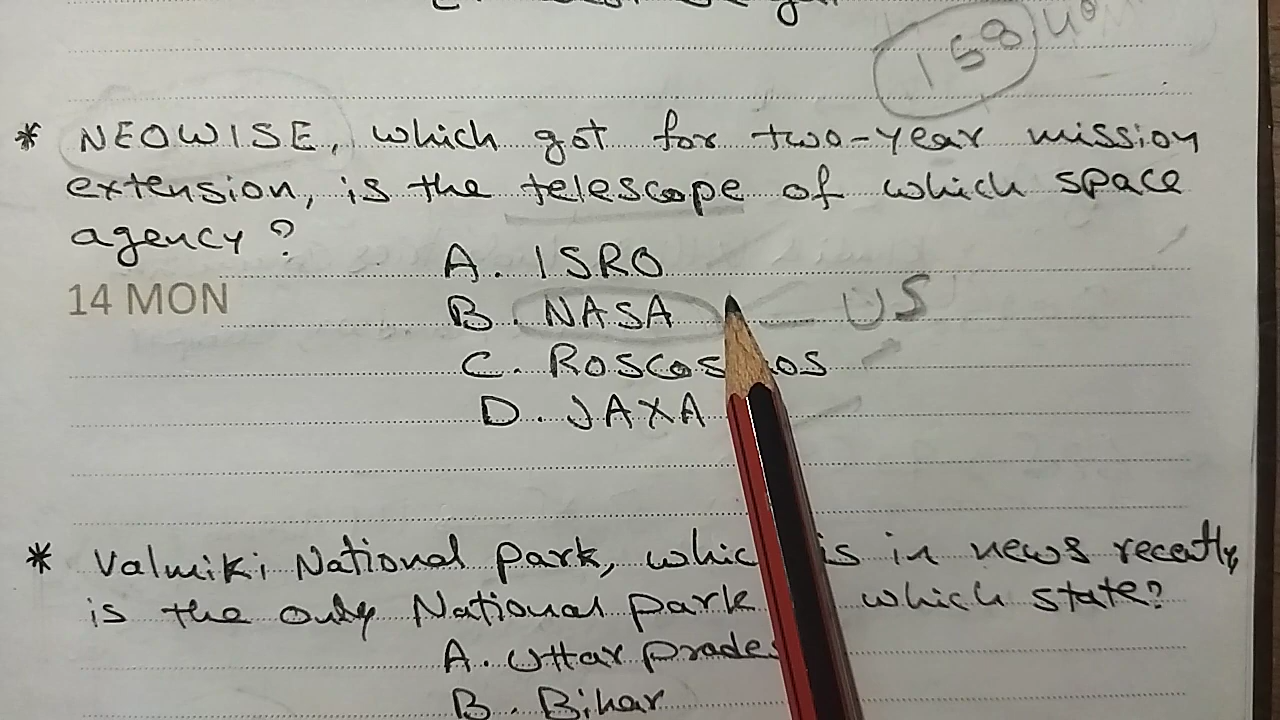 158
* NEOWISE, which got for two-year mission
extension, is the telescope of which space
agency?
A. ISRO
14 MON
B. NASA US
C. Roscos os
D. JAXA
* Valmiki National Park, which is in news recently,
is the only National park which state?
A. Uttar Prades
B. Bihar